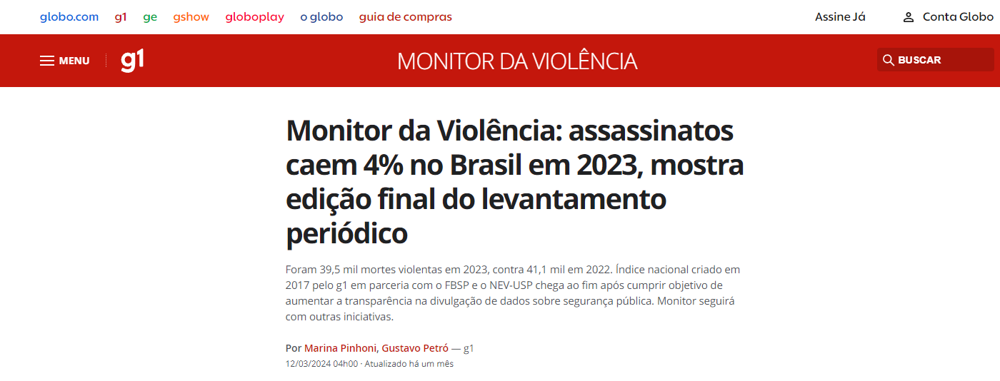 globo.com g1 ge gshow globoplay o globo guia de compras Assine Já Conta Globo
MENU g1 MONITOR DA VIOLÊNCIA BUSCAR
Monitor da Violência: assassinatos
caem 4% no Brasil em 2023, mostra
edição final do levantamento
periódico
Foram 39,5 mil mortes violentas em 2023, contra 41,1 mil em 2022. Índice nacional criado em
2017 pelo g1 em parceria com o FBSP e o NEV-USP chega ao fim após cumprir objetivo de
aumentar a transparência na divulgação de dados sobre segurança pública. Monitor seguirá
com outras iniciativas.
Por Marina Pinhoni, Gustavo Petró — g1
12/03/2024 04h00 · Atualizado há um mês